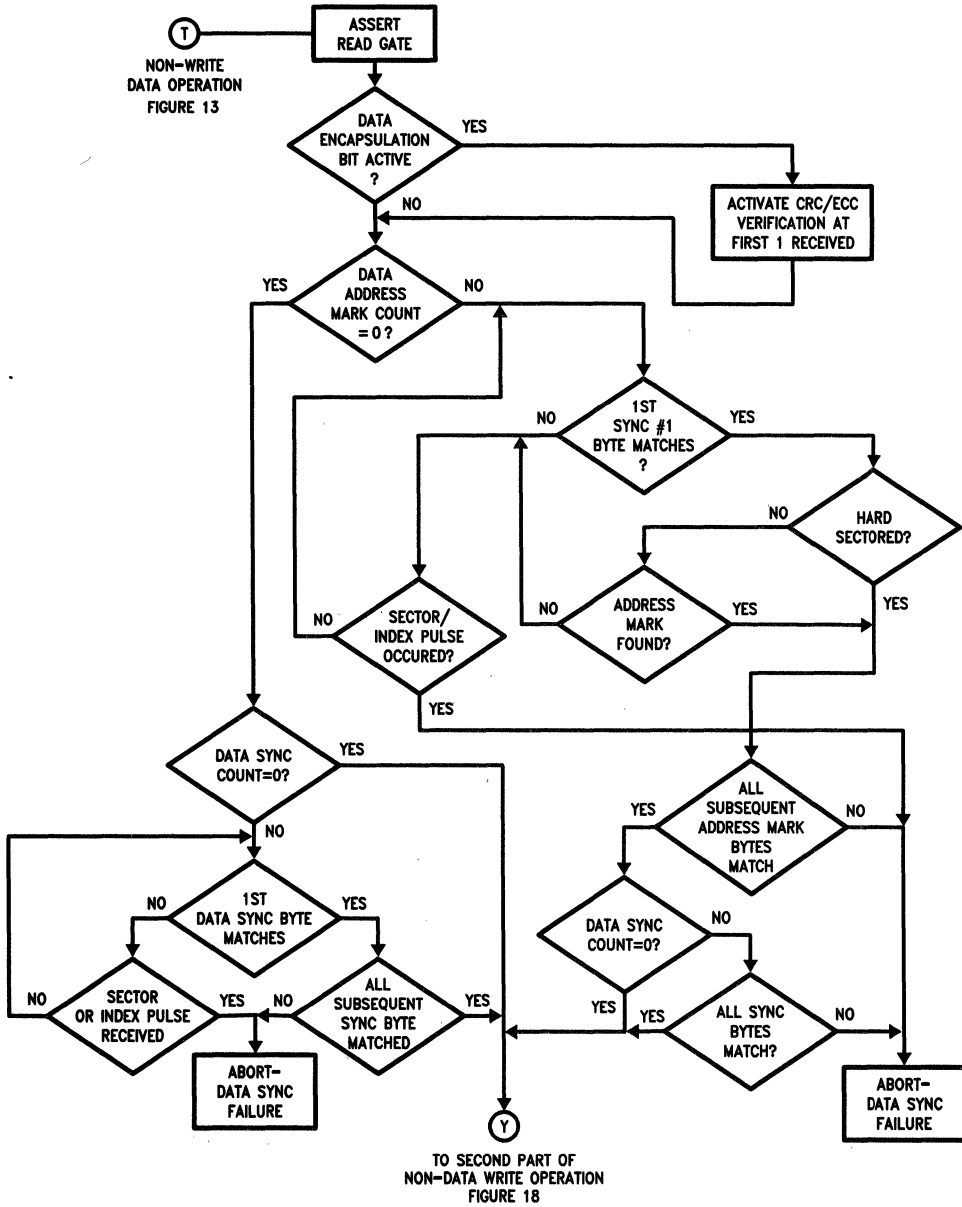 T
NON-WRITE
DATA OPERATION
FIGURE 13
ASSERT
READ GATE
DATA
ENCAPSULATION
BIT ACTIVE
?
YES
NO
ACTIVATE CRC/ECC
VERIFICATION AT
FIRST 1 RECEIVED
YES
DATA
ADDRESS
MARK COUNT
=0?
NO
NO
1ST
SYNC #1
BYTE MATCHES
?
YES
NO
HARD
SECTORED?
YES
NO
SECTOR/
INDEX PULSE
OCCURED?
YES
NO
ADDRESS
MARK
FOUND?
YES
DATA SYNC
COUNT=0?
YES
NO
YES
ALL
SUBSEQUENT
ADDRESS MARK
BYTES
MATCH
NO
NO
1ST
DATA SYNC BYTE
MATCHES
YES
DATA SYNC
COUNT=0?
NO
YES
NO
SECTOR
OR INDEX PULSE
RECEIVED
YES
NO
ALL
SUBSEQUENT
SYNC BYTE
MATCHED
YES
YES
ALL SYNC
BYTES
MATCH?
NO
ABORT-
DATA SYNC
FAILURE
ABORT-
DATA SYNC
FAILURE
Y
TO SECOND PART OF
NON-DATA WRITE OPERATION
FIGURE 18